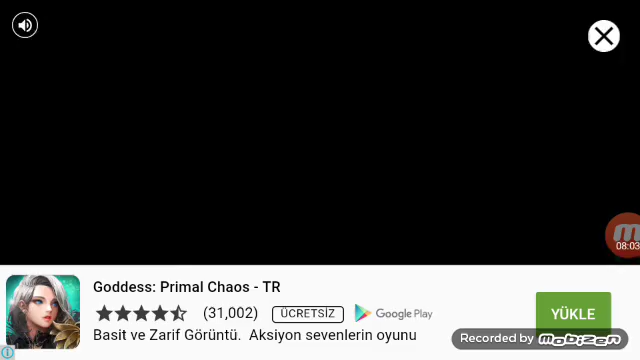 08:03
Goddess: Primal Chaos - TR
(31,002) ÜCRETSİZ Google Play
YÜKLE
Basit ve Zarif Görüntü. Aksiyon sevenlerin oyunu
Recorded by MOBIZEN